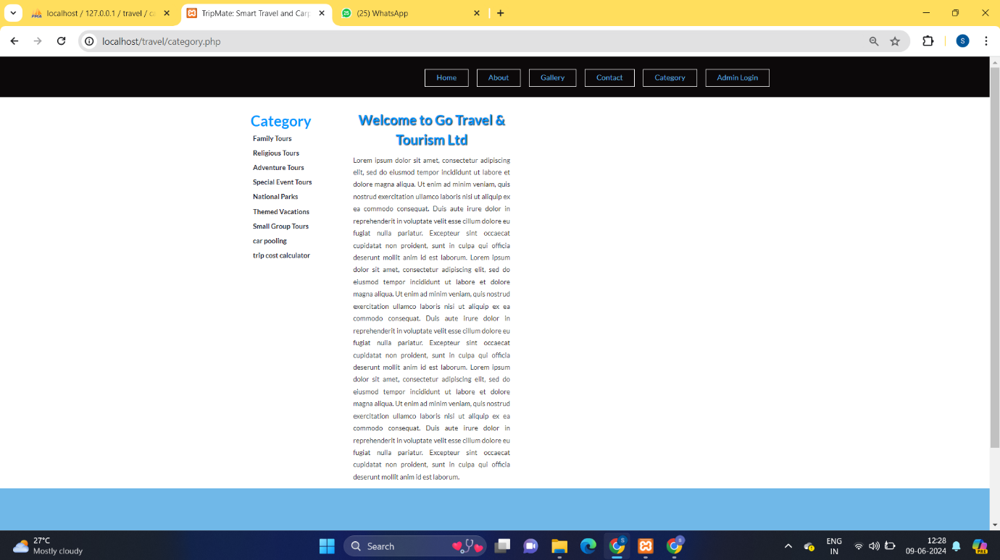 localhost / 127.0.0.1 / travel / ca
TripMate: Smart Travel and Carp
25
(25) WhatsApp
localhost/travel/category.php
S
Home
About
Gallery
Contact
Category
Admin Login
Category
Family Tours
Religious Tours
Adventure Tours
Special Event Tours
National Parks
Themed Vacations
Small Group Tours
car pooling
trip cost calculator
Welcome to Go Travel &
Tourism Ltd
Lorem ipsum dolor sit amet, consectetur adipiscing
elit, sed do eiusmod tempor incididunt ut labore et
dolore magna aliqua. Ut enim ad minim veniam, quis
nostrud exercitation ullamco laboris nisi ut aliquip ex
ea commodo consequat. Duis aute irure dolor in
reprehenderit in voluptate velit esse cillum dolore eu
fugiat nulla pariatur. Excepteur sint occaecat
cupidatat non proident, sunt in culpa qui officia
deserunt mollit anim id est laborum. Lorem ipsum
dolor sit amet, consectetur adipiscing elit, sed do
eiusmod tempor incididunt ut labore et dolore
magna aliqua. Ut enim ad minim veniam, quis nostrud
exercitation ullamco laboris nisi ut aliquip ex ea
commodo consequat. Duis aute irure dolor in
reprehenderit in voluptate velit esse cillum dolore eu
fugiat nulla pariatur. Excepteur sint occaecat
cupidatat non proident, sunt in culpa qui officia
deserunt mollit anim id est laborum. Lorem ipsum
dolor sit amet, consectetur adipiscing elit, sed do
eiusmod tempor incididunt ut labore et dolore
magna aliqua. Ut enim ad minim veniam, quis nostrud
exercitation ullamco laboris nisi ut aliquip ex ea
commodo consequat. Duis aute irure dolor in
reprehenderit in voluptate velit esse cillum dolore eu
fugiat nulla pariatur. Excepteur sint occaecat
cupidatat non proident, sunt in culpa qui officia
deserunt mollit anim id est laborum.
27°C
Mostly cloudy
Search
ENG
IN
12:28
09-06-2024
PRE